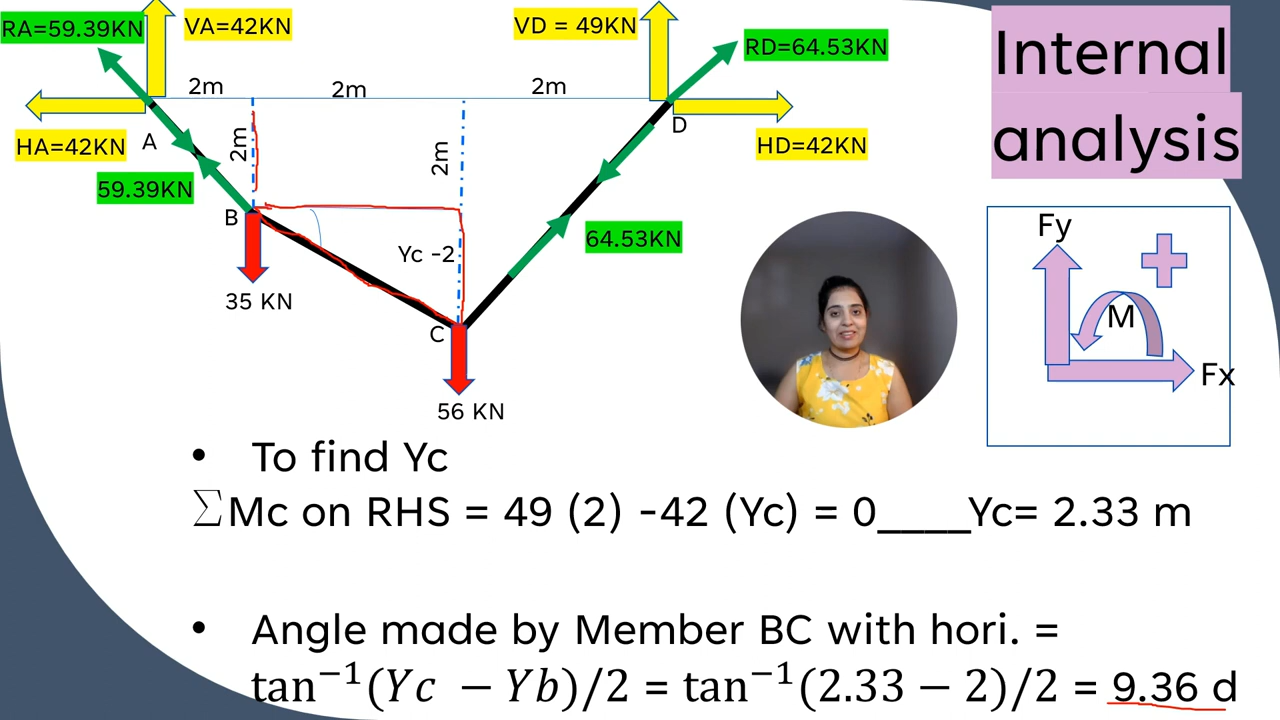 RA=59.39KN
VA=42KN
VD = 49KN
RD=64.53KN
2m
2m
2m
HA=42KN
A
2m
2m
D
HD=42KN
59.39KN
B
Yc -2
64.53KN
35 KN
C
56 KN
Internal
analysis
Fy
M
Fx
• To find Yc
∑Mc on RHS = 49 (2) -42 (Yc) = 0____Yc= 2.33 m
• Angle made by Member BC with hori. =
tan⁻¹(Yc − Yb)/2 = tan⁻¹(2.33 − 2)/2 = 9.36 d